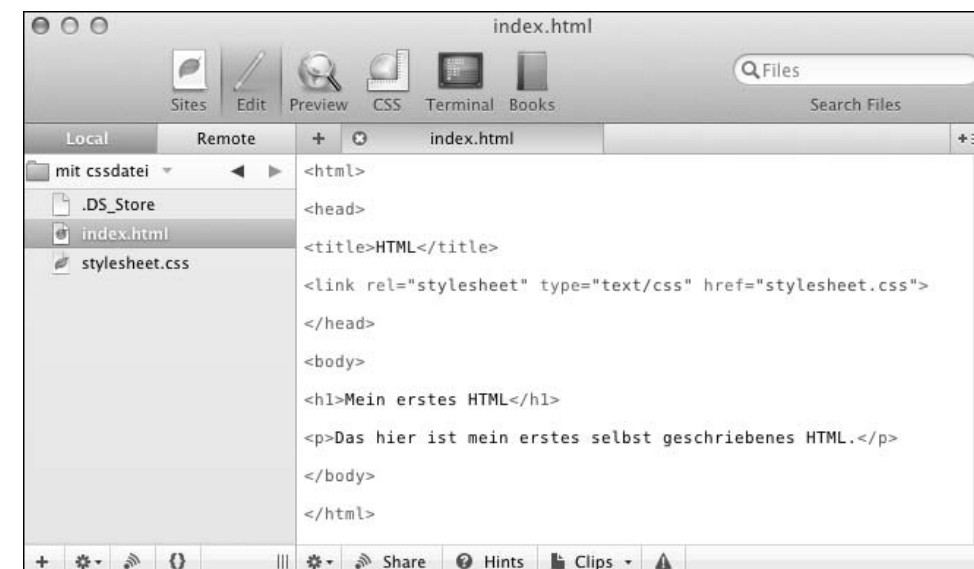 index.html
Files
Sites Edit Preview CSS Terminal Books Search Files
Local Remote index.html
mit cssdatei
.DS_Store
index.html
stylesheet.css
<html>
<head>
<title>HTML</title>
<link rel="stylesheet" type="text/css" href="stylesheet.css">
</head>
<body>
<h1>Mein erstes HTML</h1>
<p>Das hier ist mein erstes selbst geschriebenes HTML.</p>
</body>
</html>
Share Hints Clips